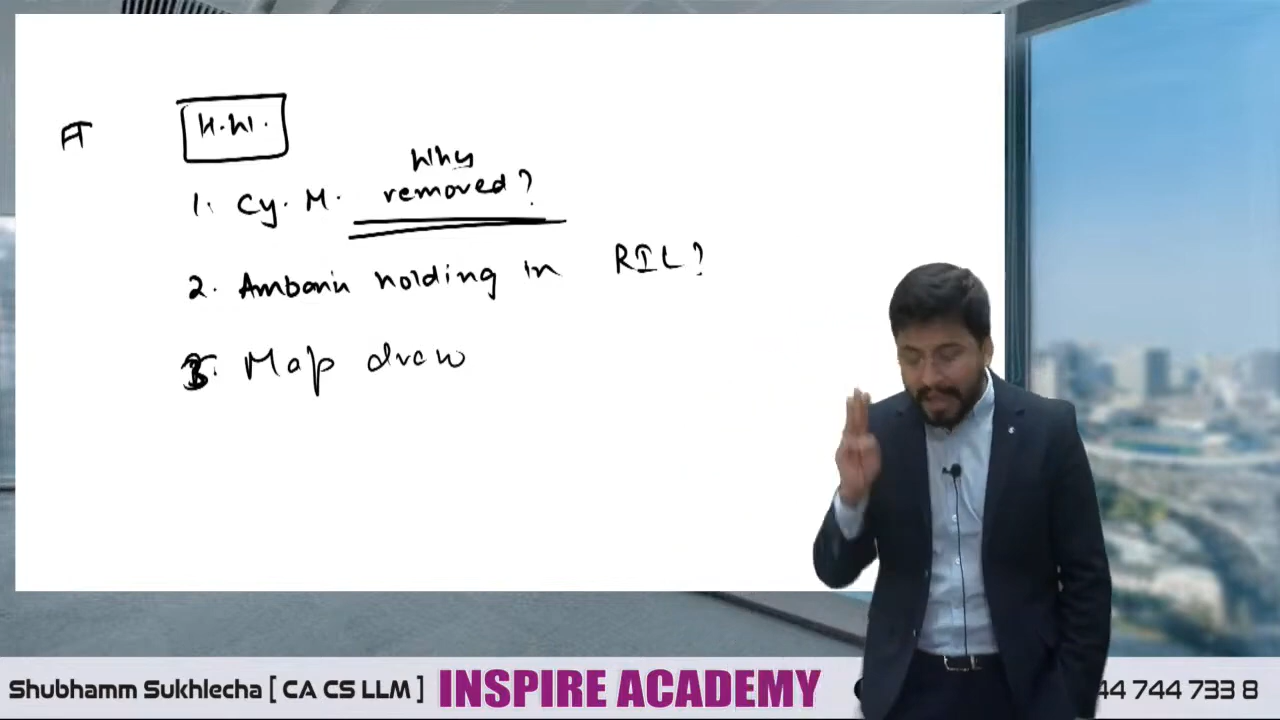 H.W.
Why
1. Cy. M. removed?
2. Ambani holding in RIL?
3. Map draw
Shubhamm Sukhlecha [ CA CS LLM ] INSPIRE ACADEMY 44 744 733 8